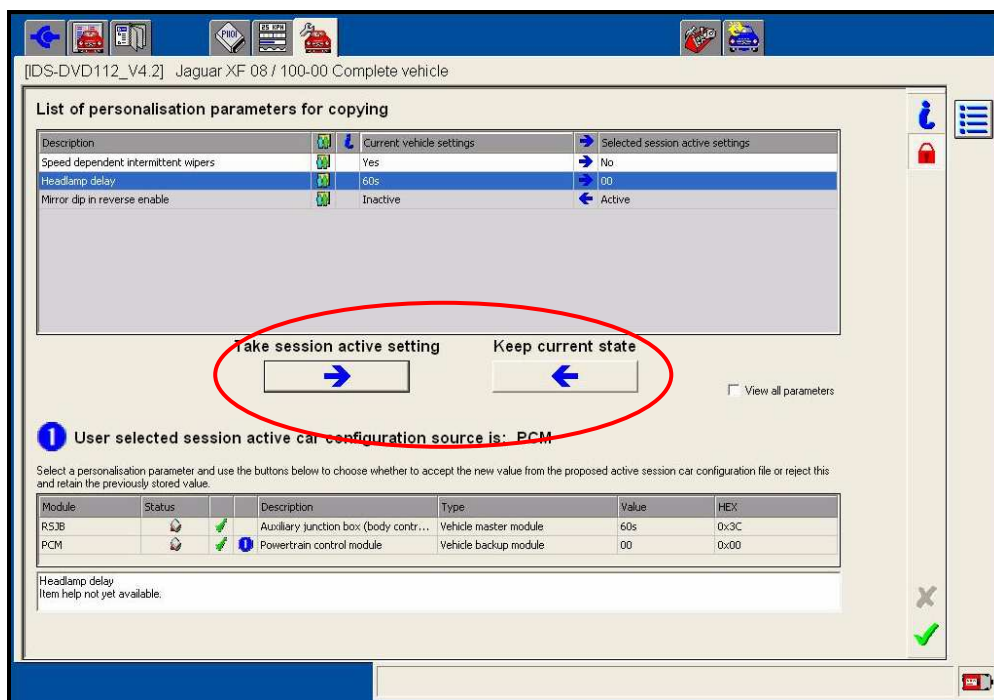 25 MPH
[IDS-DVD112_V4.2] Jaguar XF 08 / 100-00 Complete vehicle
List of personalisation parameters for copying
Description Current vehicle settings Selected session active settings
Speed dependent intermittent wipers Yes No
Headlamp delay 60s 00
Mirror dip in reverse enable Inactive Active
Take session active setting Keep current state
View all parameters
1 User selected session active car configuration source is: PCM
Select a personalisation parameter and use the buttons below to choose whether to accept the new value from the proposed active session car configuration file or reject this
and retain the previously stored value.
Module Status Description Type Value HEX
RSJB Auxiliary junction box (body contr... Vehicle master module 60s 0x3C
PCM 1 Powertrain control module Vehicle backup module 00 0x00
Headlamp delay
Item help not yet available.